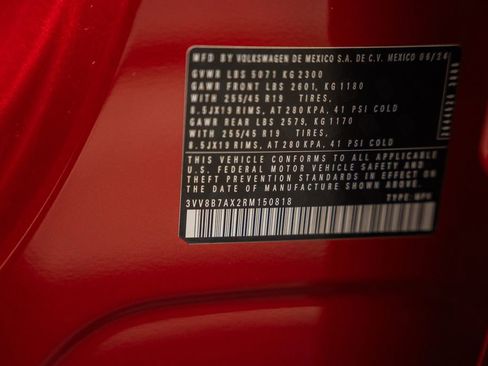 MFD BY VOLKSWAGEN DE MEXICO S.A. DE C.V. MEXICO 05/24
GVWR LBS 5071 KG 2300
GAWR FRONT LBS 2601, KG 1180
WITH 255/45 R19 TIRES,
8.5JX19 RIMS, AT 280 KPA, 41 PSI COLD
GAWR REAR LBS 2579, KG 1170
WITH 255/45 R19 TIRES,
8.5JX19 RIMS, AT 280 KPA, 41 PSI COLD
THIS VEHICLE CONFORMS TO ALL APPLICABLE
U.S. FEDERAL MOTOR VEHICLE SAFETY AND
THEFT PREVENTION STANDARDS IN EFFECT ON
THE DATE OF MANUFACTURE SHOWN ABOVE.
3VV8B7AX2RM150818
TYPE: MPV